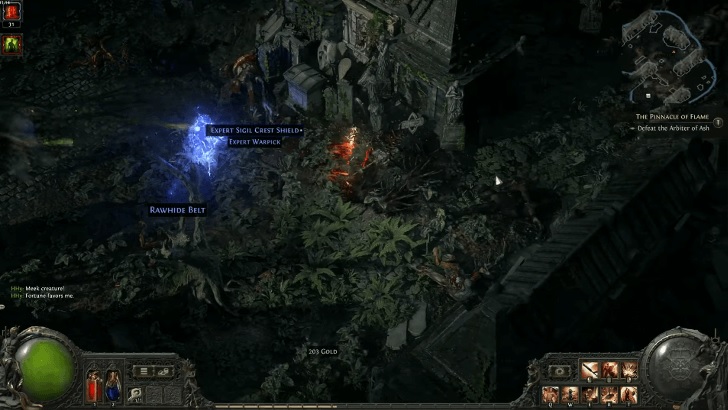 31
THE PINNACLE OF FLAME
Defeat the Arbiter of Ash
EXPERT SIGIL CREST SHIELD
EXPERT WARPICK
RAWHIDE BELT
Meek creature!
Fortune favors me.
203 GOLD